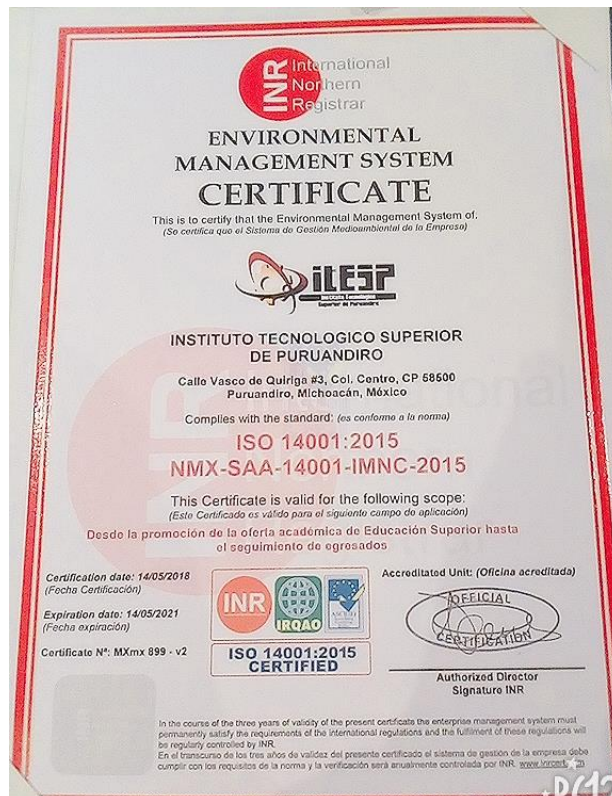 INR International
Northern
Registrar
ENVIRONMENTAL
MANAGEMENT SYSTEM
CERTIFICATE
This is to certify that the Environmental Management System of:
(Se certifica que el Sistema de Gestión Medioambiental de la Empresa)
iTESP
Instituto Tecnológico
Superior de Puruandiro
INSTITUTO TECNOLOGICO SUPERIOR
DE PURUANDIRO
Calle Vasco de Quiriga #3, Col. Centro, CP 58500
Puruandiro, Michoacán, México
Complies with the standard: (es conforme a la norma)
ISO 14001:2015
NMX-SAA-14001-IMNC-2015
This Certificate is valid for the following scope:
(Este Certificado es válido para el siguiente campo de aplicación)
Desde la promoción de la oferta académica de Educación Superior hasta
el seguimiento de egresados
Certification date: 14/05/2018
(Fecha Certificación)
Expiration date: 14/05/2021
(Fecha expiración)
Certificate Nº: MXmx 899 - v2
INR
IRQAO
ISO 14001:2015
CERTIFIED
Accredited Unit: (Oficina acreditada)
OFFICIAL
CERTIFICATION
Authorized Director
Signature INR
In the course of the three years of validity of the present certificate the enterprise management system must
permanently satisfy the requirements of the international regulations and the fulfilment of these regulations will
be regularly controlled by INR.
En el transcurso de los tres años de validez del presente certificado el sistema de gestión de la empresa debe
cumplir con los requisitos de la norma y la verificación será anualmente controlada por INR.